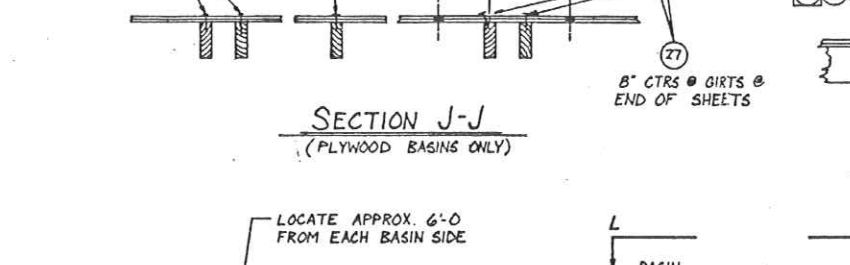 27
8" CTRS @ GIRTS @
END OF SHEETS
SECTION J-J
(PLYWOOD BASINS ONLY)
LOCATE APPROX. 6'-0
FROM EACH BASIN SIDE
L
BASIN